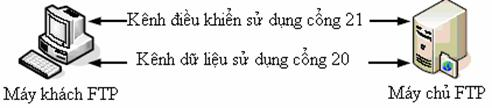 Kênh điều khiển sử dụng cổng 21
Kênh dữ liệu sử dụng cổng 20
Máy khách FTP
Máy chủ FTP